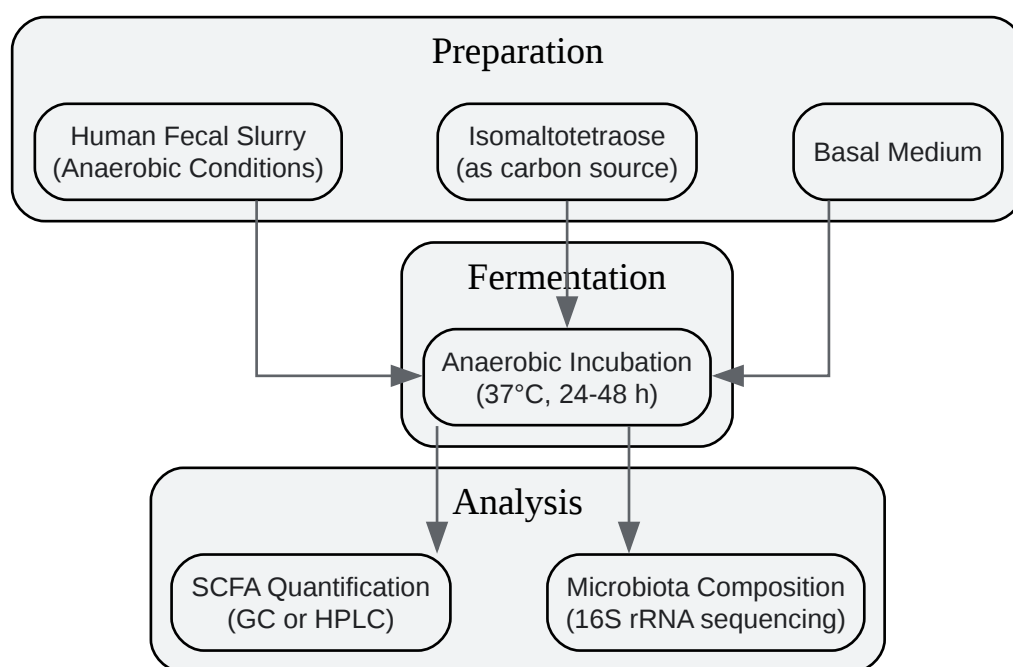 Preparation
Human Fecal Slurry
(Anaerobic Conditions)
Isomaltotetraose
(as carbon source)
Basal Medium
Fermentation
Anaerobic Incubation
(37°C, 24-48 h)
Analysis
SCFA Quantification
(GC or HPLC)
Microbiota Composition
(16S rRNA sequencing)